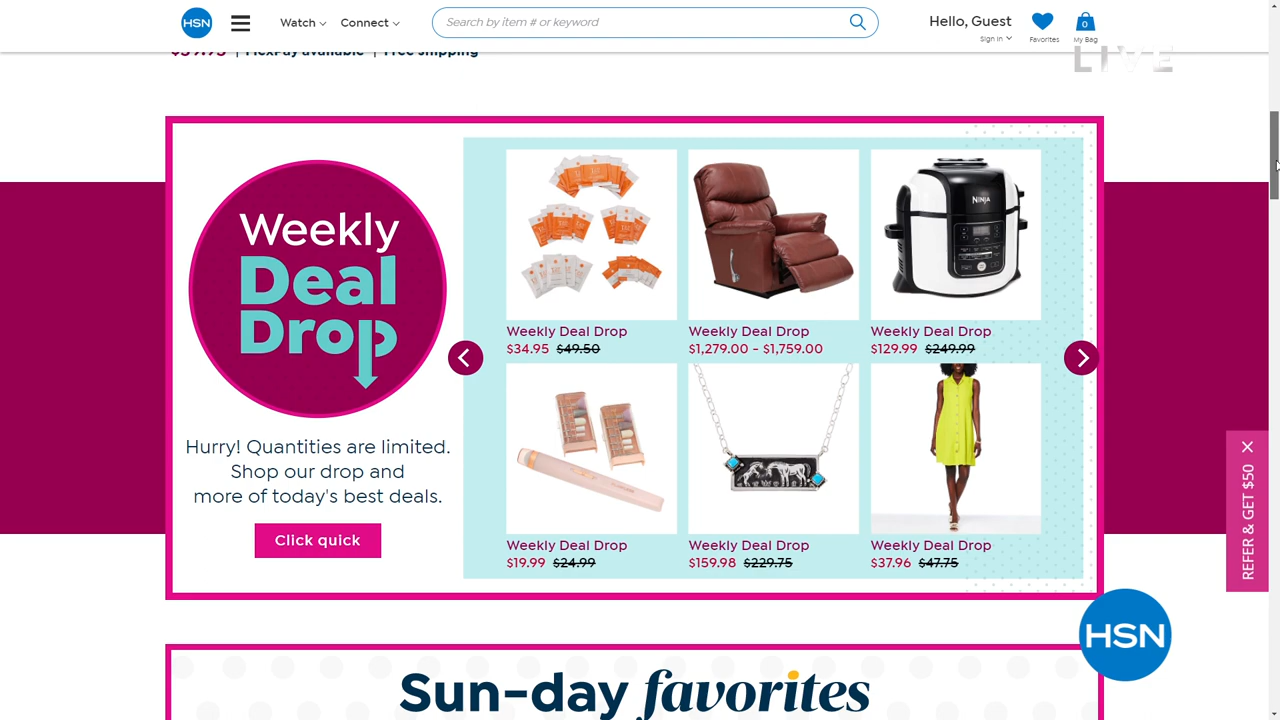 HSN
Watch
Connect
Search by item # or keyword
Hello, Guest
Sign In
Favorites
0
My Bag
$59.95 | FlexPay available | Free Shipping
LIVE
Weekly
Deal
Drop
Hurry! Quantities are limited.
Shop our drop and
more of today's best deals.
Click quick
NINJA
Weekly Deal Drop
$34.95 $49.50
Weekly Deal Drop
$1,279.00 - $1,759.00
Weekly Deal Drop
$129.99 $249.99
Weekly Deal Drop
$19.99 $24.99
Weekly Deal Drop
$159.98 $229.75
Weekly Deal Drop
$37.96 $47.75
REFER & GET $50
HSN
Sun-day favorites